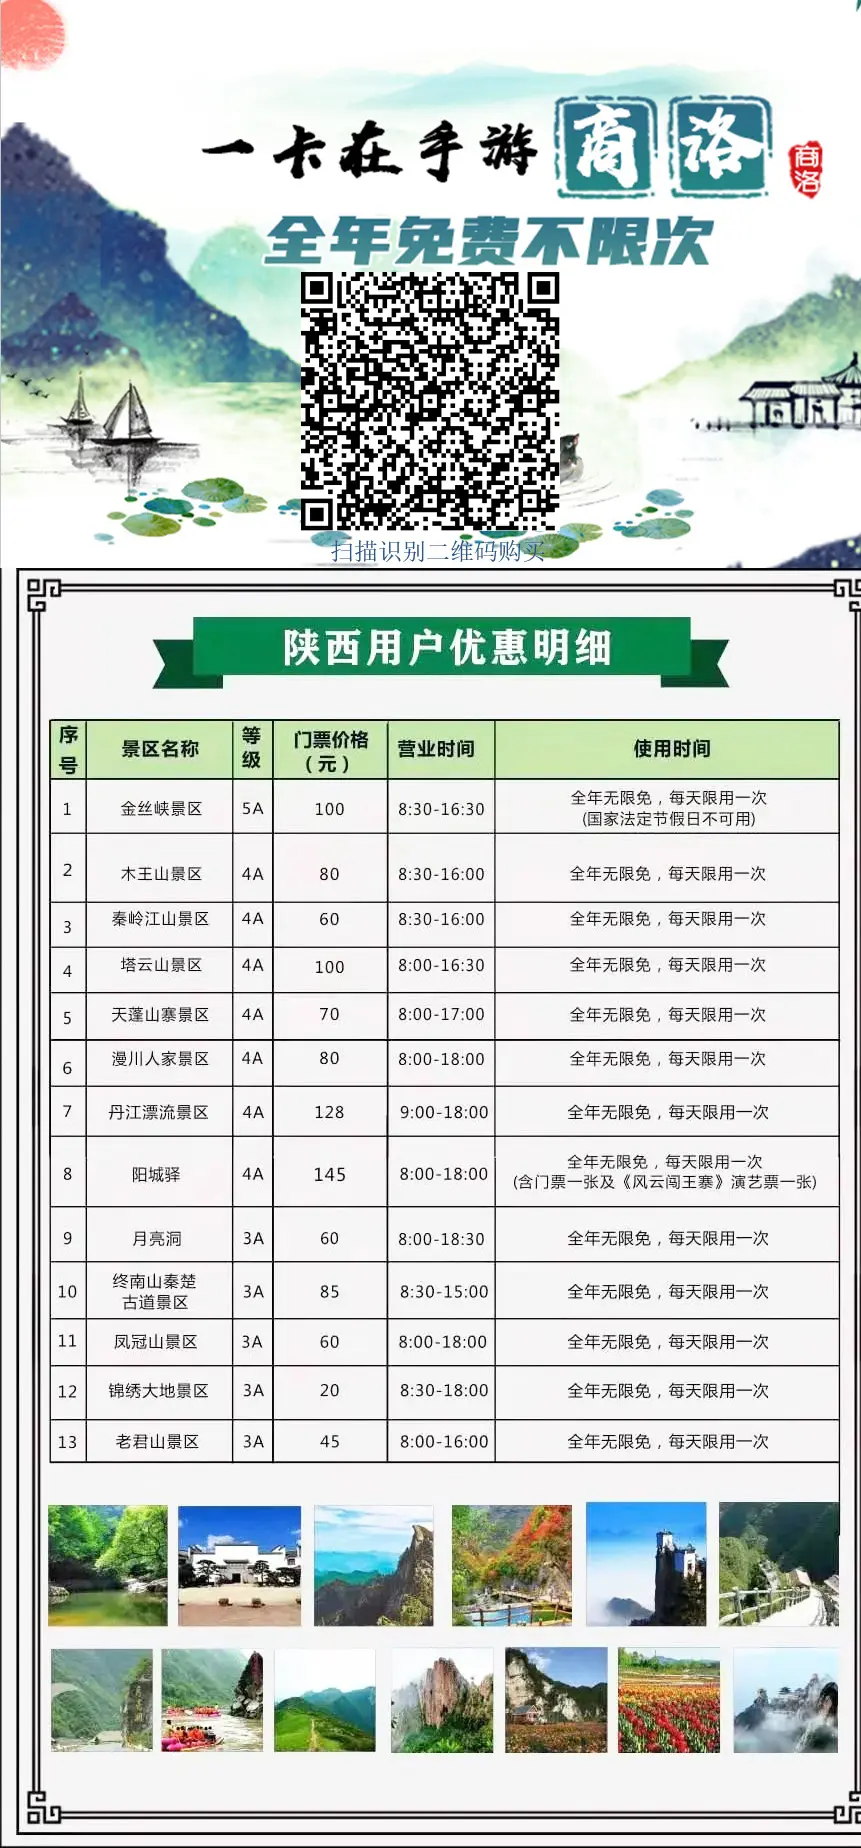 一卡在手游商洛
商洛
全年免费不限次
扫描识别二维码购买
陕西用户优惠明细
序号 景区名称 等级 门票价格（元） 营业时间 使用时间
1 金丝峡景区 5A 100 8:30-16:30 全年无限免，每天限用一次
(国家法定节假日不可用)
2 木王山景区 4A 80 8:30-16:00 全年无限免，每天限用一次
3 秦岭江山景区 4A 60 8:30-16:00 全年无限免，每天限用一次
4 塔云山景区 4A 100 8:00-16:30 全年无限免，每天限用一次
5 天蓬山寨景区 4A 70 8:00-17:00 全年无限免，每天限用一次
6 漫川人家景区 4A 80 8:00-18:00 全年无限免，每天限用一次
7 丹江漂流景区 4A 128 9:00-18:00 全年无限免，每天限用一次
8 阳城驿 4A 145 8:00-18:00 全年无限免，每天限用一次
(含门票一张及《风云闯王寨》演艺票一张)
9 月亮洞 3A 60 8:00-18:30 全年无限免，每天限用一次
10 终南山秦楚 3A 85 8:30-15:00 全年无限免，每天限用一次
古道景区
11 凤冠山景区 3A 60 8:00-18:00 全年无限免，每天限用一次
12 锦绣大地景区 3A 20 8:30-18:00 全年无限免，每天限用一次
13 老君山景区 3A 45 8:00-16:00 全年无限免，每天限用一次